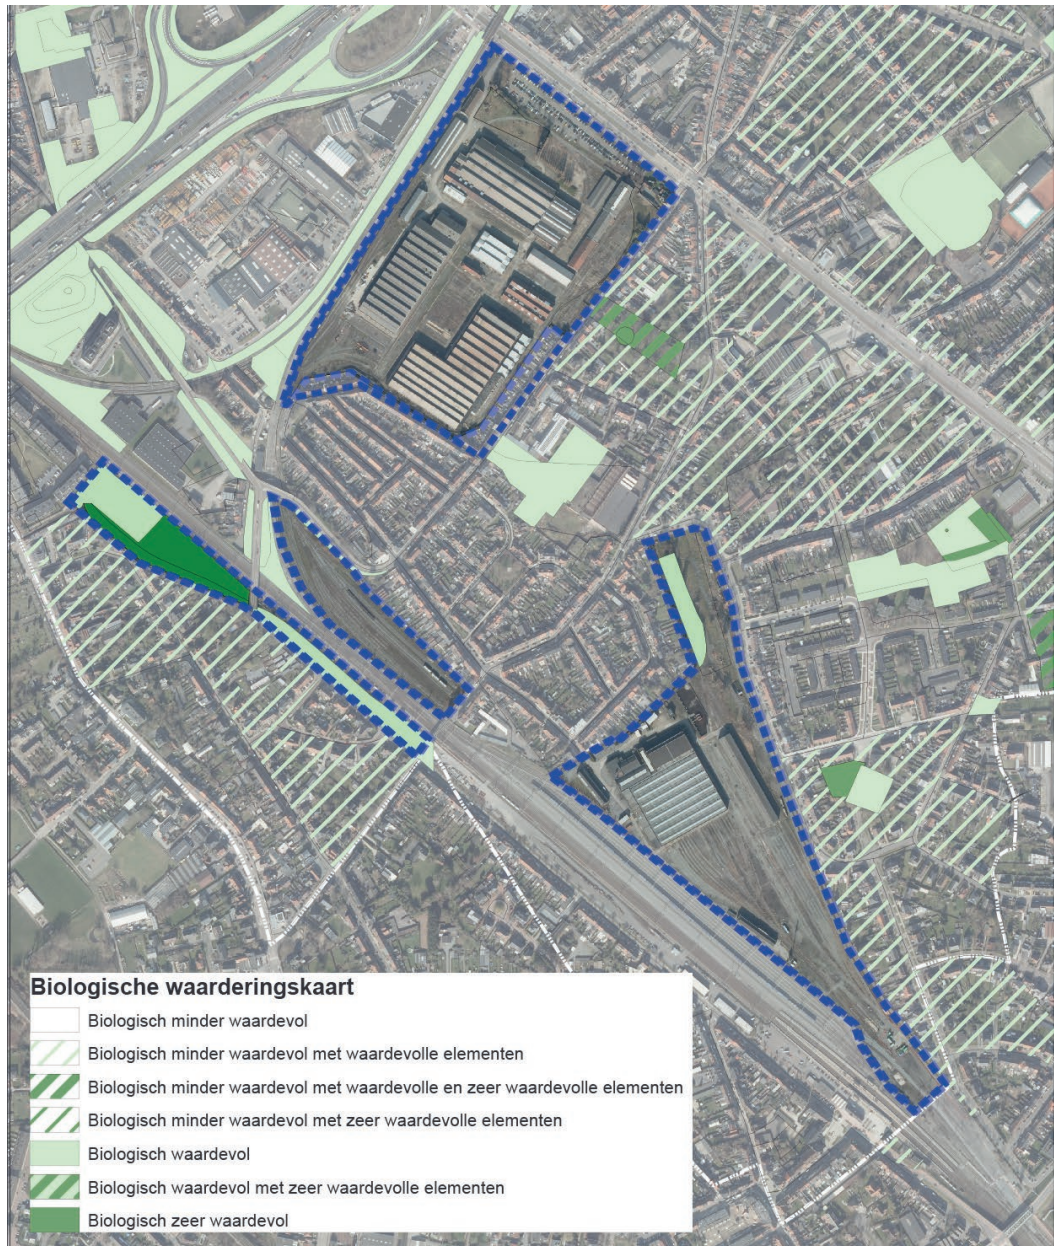 Biologische waarderingskaart
Biologisch minder waardevol
Biologisch minder waardevol met waardevolle elementen
Biologisch minder waardevol met waardevolle en zeer waardevolle elementen
Biologisch minder waardevol met zeer waardevolle elementen
Biologisch waardevol
Biologisch waardevol met zeer waardevolle elementen
Biologisch zeer waardevol